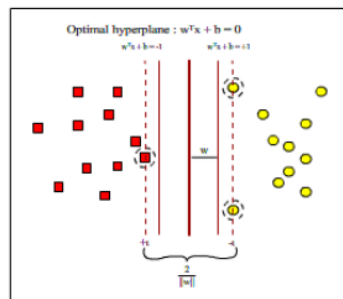 Optimal hyperplane : wᵀx + b = 0
wᵀx + b = -1 wᵀx + b = +1
w
2
||w||